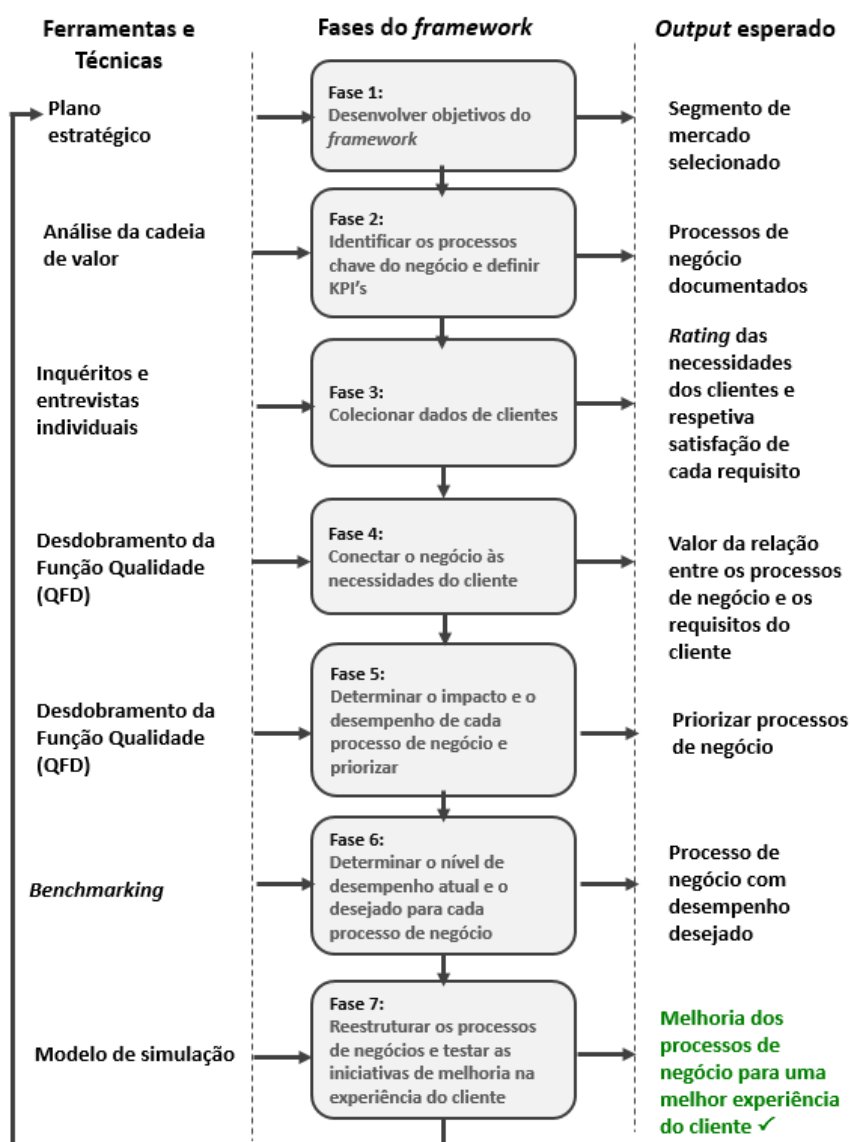 Ferramentas e
Técnicas
Fases do framework
Output esperado
Plano
estratégico
Fase 1:
Desenvolver objetivos do
framework
Segmento de
mercado
selecionado
Análise da cadeia
de valor
Fase 2:
Identificar os processos
chave do negócio e definir
KPI's
Processos de
negócio
documentados
Inquéritos e
entrevistas
individuais
Fase 3:
Colecionar dados de clientes
Rating das
necessidades
dos clientes e
respetiva
satisfação de
cada requisito
Desdobramento da
Função Qualidade
(QFD)
Fase 4:
Conectar o negócio às
necessidades do cliente
Valor da relação
entre os processos
de negócio e os
requisitos do
cliente
Desdobramento da
Função Qualidade
(QFD)
Fase 5:
Determinar o impacto e o
desempenho de cada
processo de negócio e
priorizar
Priorizar processos
de negócio
Benchmarking
Fase 6:
Determinar o nível de
desempenho atual e o
desejado para cada
processo de negócio
Processo de
negócio com
desempenho
desejado
Modelo de simulação
Fase 7:
Reestruturar os processos
de negócios e testar as
iniciativas de melhoria na
experiência do cliente
Melhoria dos
processos de
negócio para uma
melhor experiência
do cliente ✓